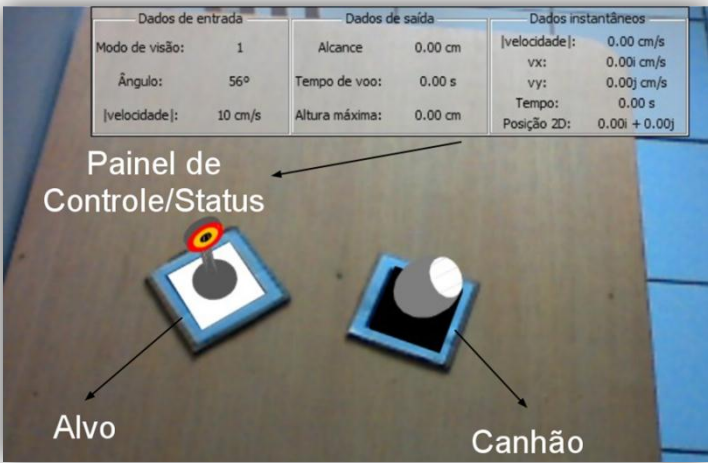 Dados de entrada
Modo de visão: 1
Ângulo: 56º
|velocidade|: 10 cm/s
Dados de saída
Alcance 0.00 cm
Tempo de voo: 0.00 s
Altura máxima: 0.00 cm
Dados instantâneos
|velocidade|: 0.00 cm/s
vx: 0.00i cm/s
vy: 0.00j cm/s
Tempo: 0.00 s
Posição 2D: 0.00i + 0.00j
Painel de
Controle/Status
Alvo
Canhão